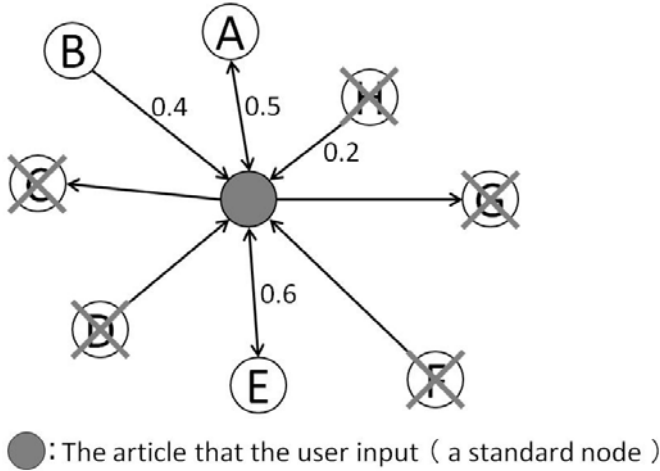 A
B
H
0.4
0.5
0.2
C
G
D
0.6
E
F
: The article that the user input ( a standard node )